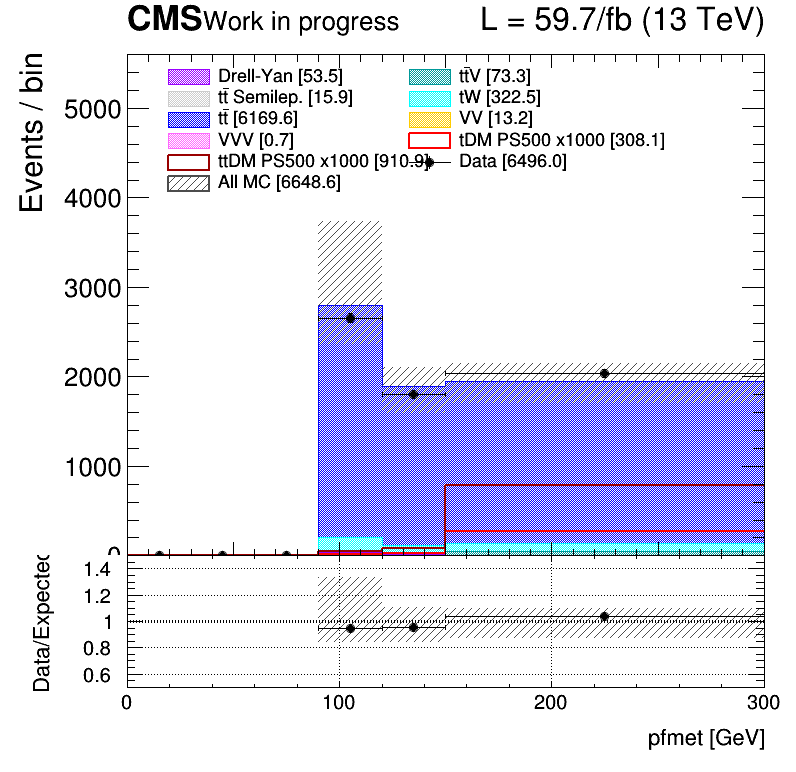 CMS Work in progress L = 59.7/fb (13 TeV)
Events / bin
Drell-Yan [53.5] tt̄V [73.3]
tt̄ Semilep. [15.9] tW [322.5]
tt̄ [6169.6] VV [13.2]
VVV [0.7] tDM PS500 x1000 [308.1]
ttDM PS500 x1000 [910.9] Data [6496.0]
All MC [6648.6]
5000
4000
3000
2000
1000
0
Data/Expected
1.4
1.2
1
0.8
0.6
0 100 200 300
pfmet [GeV]